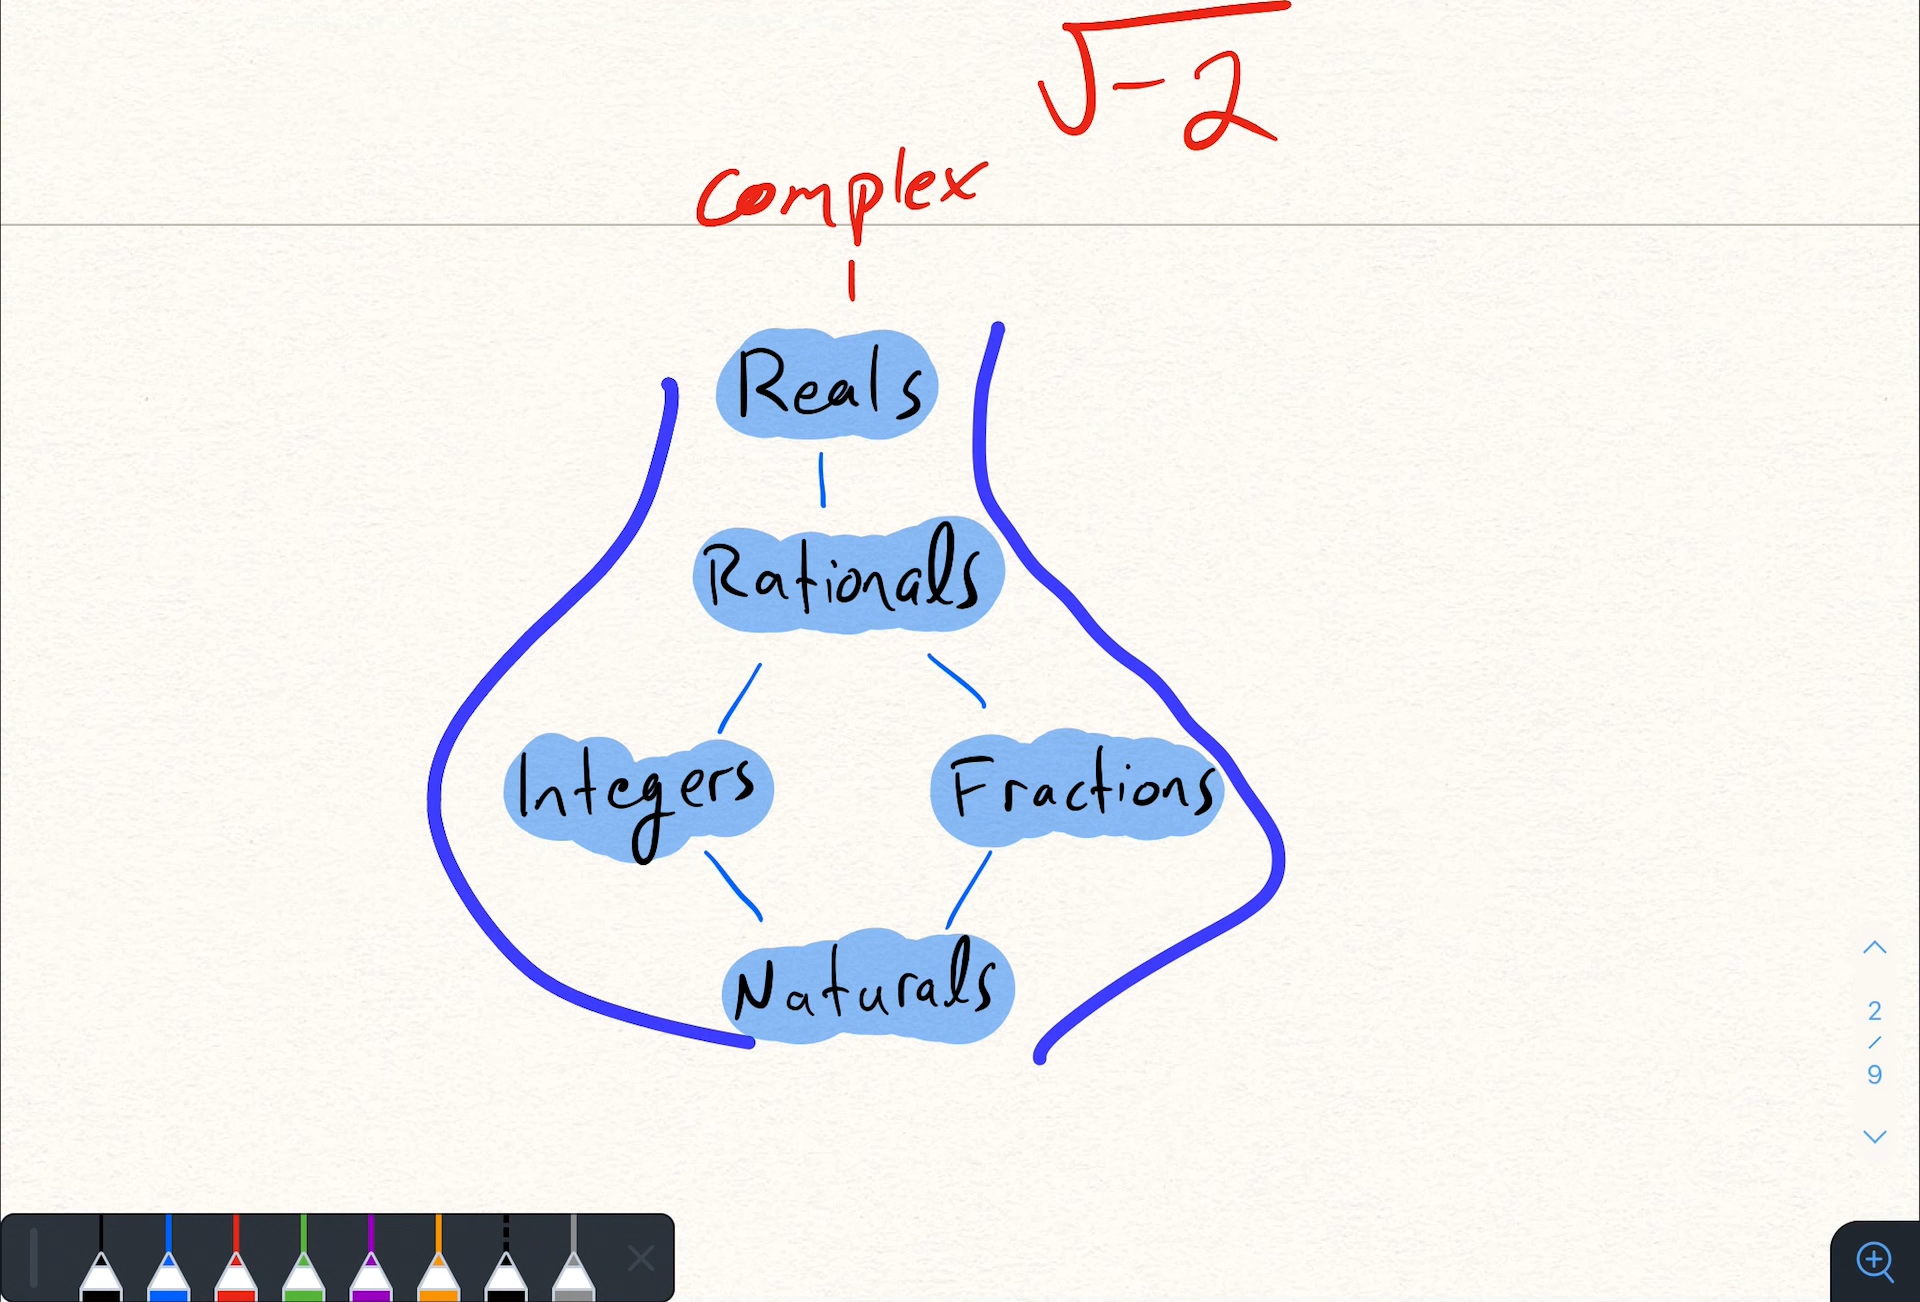 √-2
complex
Reals
Rationals
Integers
Fractions
Naturals
2
/
9